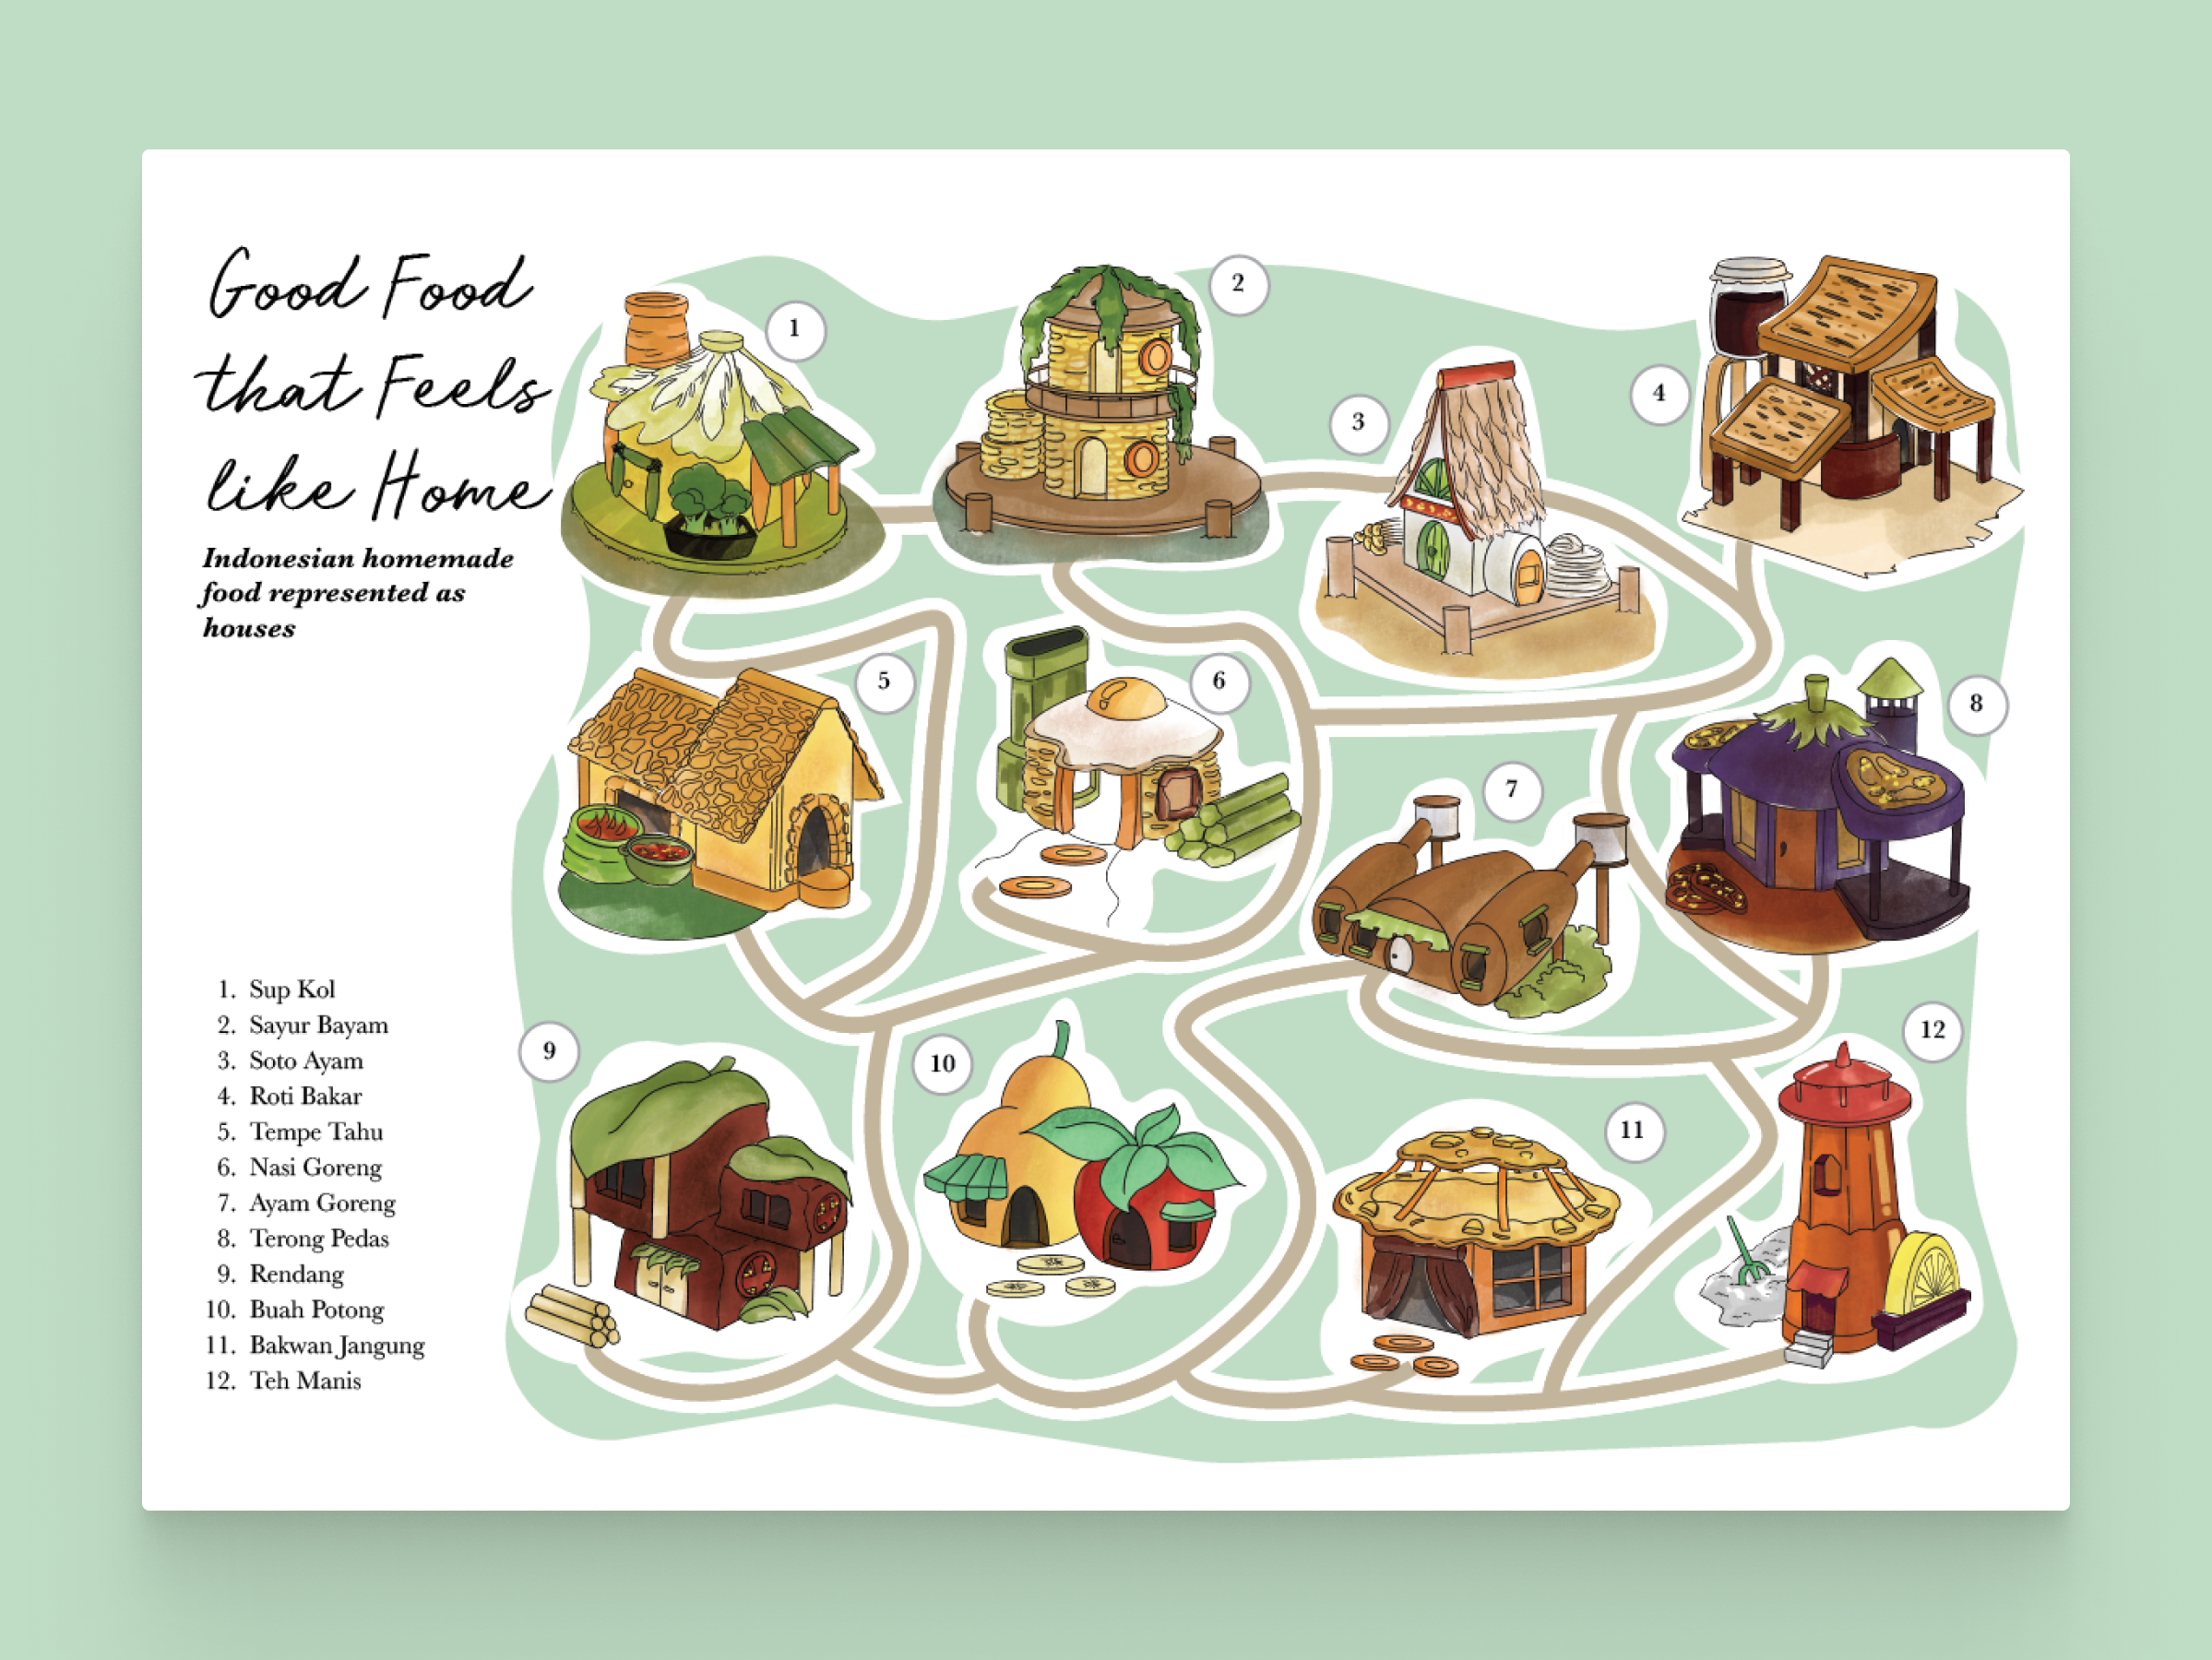 Good Food
that Feels
like Home
Indonesian homemade
food represented as
houses
1. Sup Kol
2. Sayur Bayam
3. Soto Ayam
4. Roti Bakar
5. Tempe Tahu
6. Nasi Goreng
7. Ayam Goreng
8. Terong Pedas
9. Rendang
10. Buah Potong
11. Bakwan Jangung
12. Teh Manis
1
2
3
4
5
6
7
8
9
10
11
12